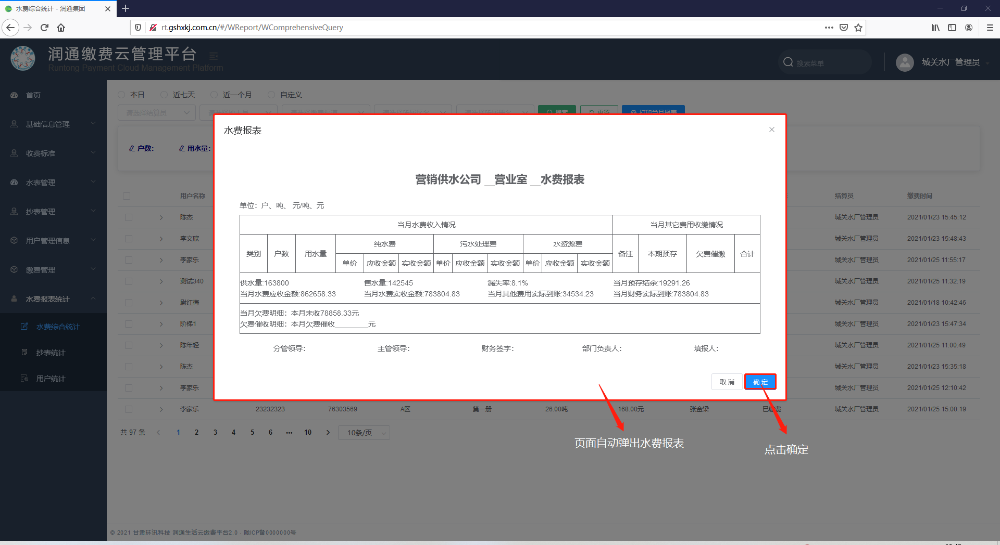 水费综合统计 - 润通集团
rt.gshxkj.com.cn/#/WReport/WComprehensiveQuery
润通缴费云管理平台
Runtong Payment Cloud Management Platform
搜索菜单
城关水厂管理员
首页
基础信息管理
收费标准
水表管理
抄表管理
用户管理信息
缴费管理
水费报表统计
水费综合统计
抄表统计
用户统计
本日 近七天 近一个月 自定义
请选择结算员
搜索 重置 打印当月报表
户数: 用水量:
用户名称 结算员 缴费时间
陈杰 城关水厂管理员 2021/01/23 15:45:12
李文欣 城关水厂管理员 2021/01/23 15:48:43
李家乐 城关水厂管理员 2021/01/25 11:55:17
测试340 城关水厂管理员 2021/01/25 11:32:19
尉红梅 城关水厂管理员 2021/01/18 10:42:46
阶梯1 城关水厂管理员 2021/01/23 15:47:34
陈年轻 城关水厂管理员 2021/01/25 11:00:49
陈杰 城关水厂管理员 2021/01/23 15:35:18
李家乐 城关水厂管理员 2021/01/25 12:10:42
李家乐 23232323 76303569 A区 第一册 26.00吨 168.00元 张金梁 已缴费 城关水厂管理员 2021/01/25 15:00:19
共 97 条 1 2 3 4 5 6 ••• 10 10条/页
水费报表
营销供水公司 __营业室 __水费报表
单位：户、吨、 元/吨、元
当月水费收入情况 当月其它费用收缴情况
类别 户数 用水量 纯水费 污水处理费 水资源费 备注 本期预存 欠费催缴 合计
单价 应收金额 实收金额 单价 应收金额 实收金额 单价 应收金额 实收金额
供水量:163800 售水量:142545 漏失率:8.1% 当月预存结余:19291.26
当月水费应收金额:862658.33 当月水费实收金额:783804.83 当月其他费用实际到账:34534.23 当月财务实际到账:783804.83
当月欠费明细：本月未收78858.33元
欠费催收明细：本月欠费催收________元
分管领导： 主管领导： 财务签字： 部门负责人： 填报人：
取 消 确 定
页面自动弹出水费报表
点击确定
© 2021 甘肃环讯科技 润通生活云缴费平台2.0 · 陇ICP备0000000号